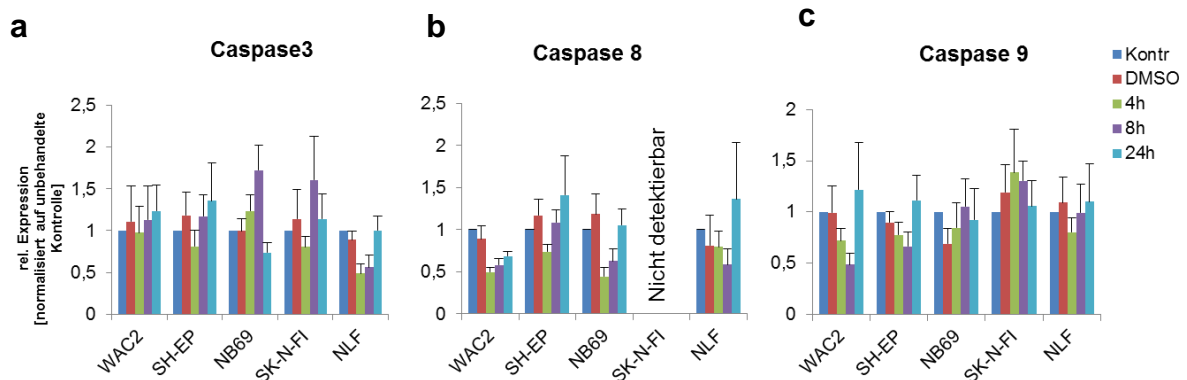 a
Caspase3
rel. Expression
[normalisiert auf unbehandelte
Kontrolle]
2,5
2
1,5
1
0,5
0
WAC2
SH-EP
NB69
SK-N-FI
NLF
b
Caspase 8
2,5
2
1,5
1
0,5
0
Nicht detektierbar
WAC2
SH-EP
NB69
SK-N-FI
NLF
c
Caspase 9
2
1,5
1
0,5
0
WAC2
SH-EP
NB69
SK-N-FI
NLF
Kontr
DMSO
4h
8h
24h